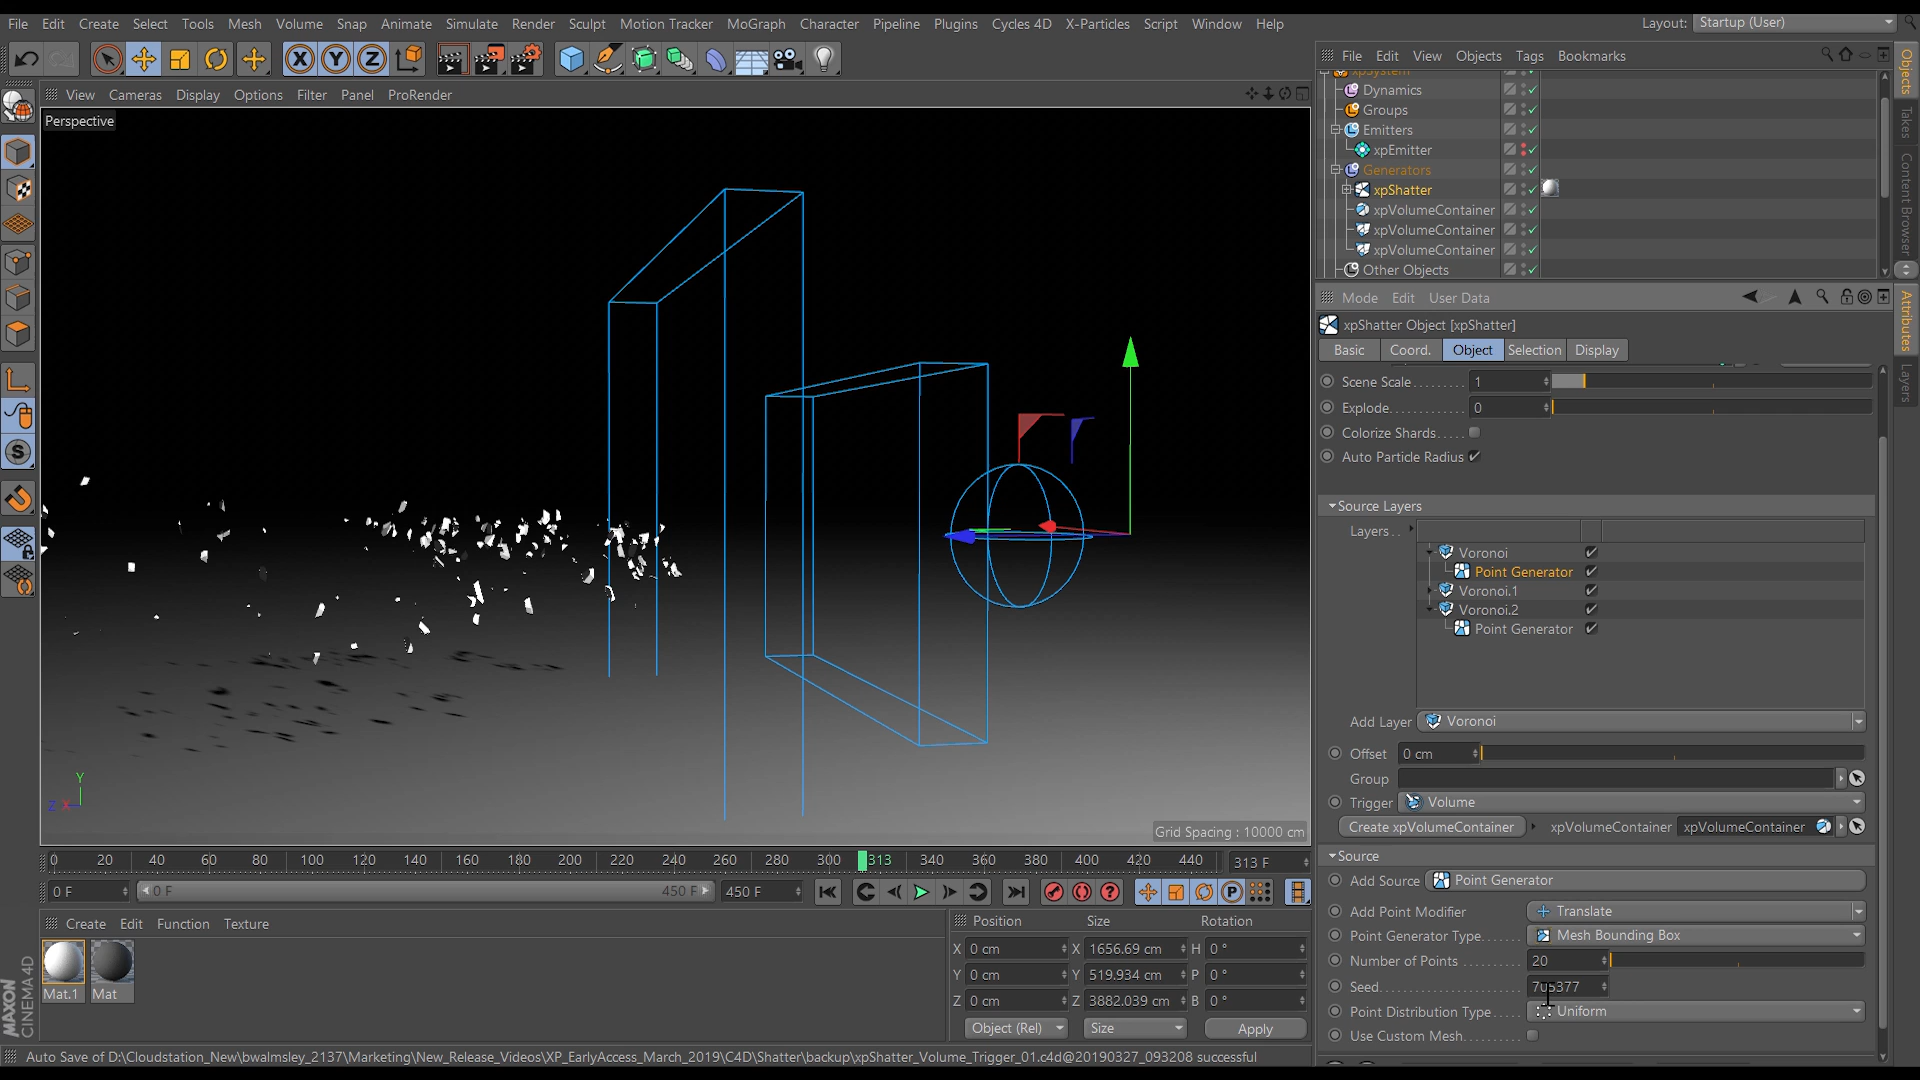 File Edit Create Select Tools Mesh Volume Snap Animate Simulate Render Sculpt Motion Tracker MoGraph Character Pipeline Plugins Cycles 4D X-Particles Script Window Help
Layout: Startup (User)
View Cameras Display Options Filter Panel ProRender
Perspective
File Edit View Objects Tags Bookmarks
xpSystem
Dynamics
Groups
Emitters
xpEmitter
Generators
xpShatter
xpVolumeContainer
xpVolumeContainer
xpVolumeContainer
Other Objects
Objects
Takes
Content Browser
Attributes
Layers
Mode Edit User Data
xpShatter Object [xpShatter]
Basic Coord. Object Selection Display
Scene Scale 1
Explode 0
Colorize Shards
Auto Particle Radius
Source Layers
Layers
Voronoi
Point Generator
Voronoi.1
Voronoi.2
Point Generator
Add Layer Voronoi
Offset 0 cm
Group
Trigger Volume
Create xpVolumeContainer xpVolumeContainer xpVolumeContainer
Source
Add Source Point Generator
Add Point Modifier Translate
Point Generator Type Mesh Bounding Box
Number of Points 20
Seed
Point Distribution Type Uniform
Use Custom Mesh
Y
Z X
Grid Spacing : 10000 cm
0 20 40 60 80 100 120 140 160 180 200 220 240 260 280 300 313 340 360 380 400 420 440 313 F
0 F 0 F 450 F 450 F
Create Edit Function Texture
Mat.1 Mat
Position Size Rotation
X 0 cm X 1656.69 cm H 0 °
Y 0 cm Y 519.934 cm P 0 °
Z 0 cm Z 3882.039 cm B 0 °
Object (Rel) Size Apply
MAXON
CINEMA4D
Auto Save of D:\Cloudstation_New\bwalmsley_2137\Marketing\New_Release_Videos\XP_EarlyAccess_March_2019\C4D\Shatter\backup\xpShatter_Volume_Trigger_01.c4d@20190327_093208 successful